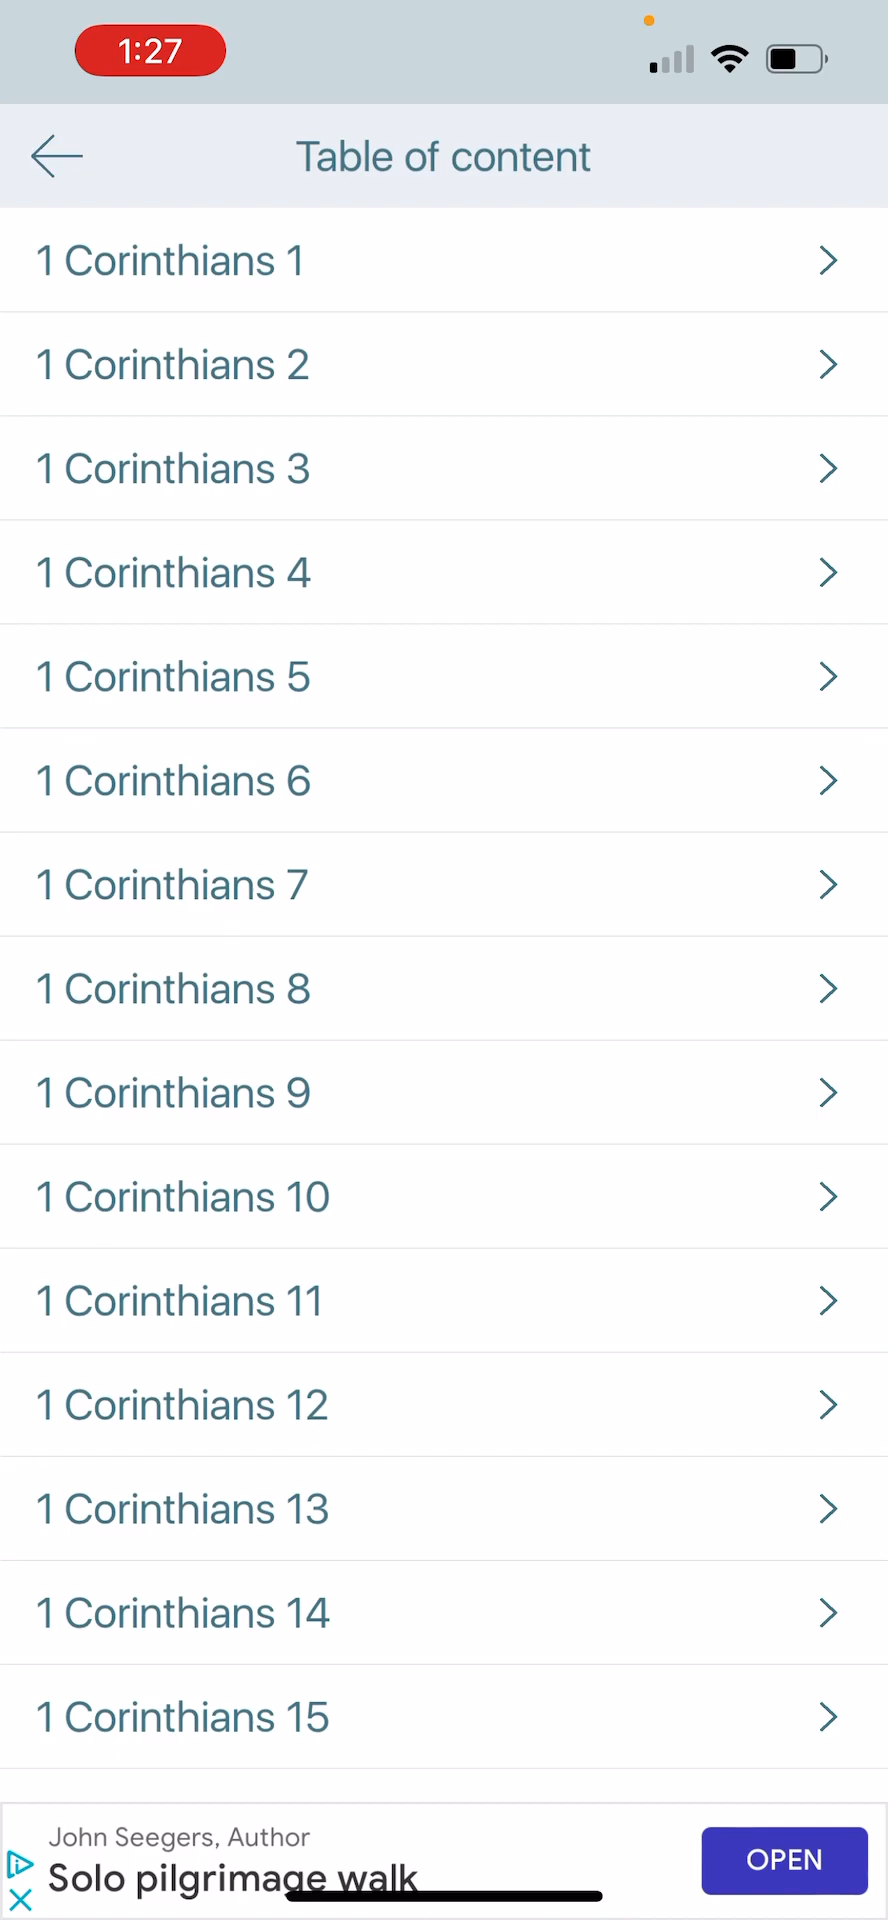 1:27
Table of content
1 Corinthians 1
1 Corinthians 2
1 Corinthians 3
1 Corinthians 4
1 Corinthians 5
1 Corinthians 6
1 Corinthians 7
1 Corinthians 8
1 Corinthians 9
1 Corinthians 10
1 Corinthians 11
1 Corinthians 12
1 Corinthians 13
1 Corinthians 14
1 Corinthians 15
John Seegers, Author
Solo pilgrimage walk
OPEN